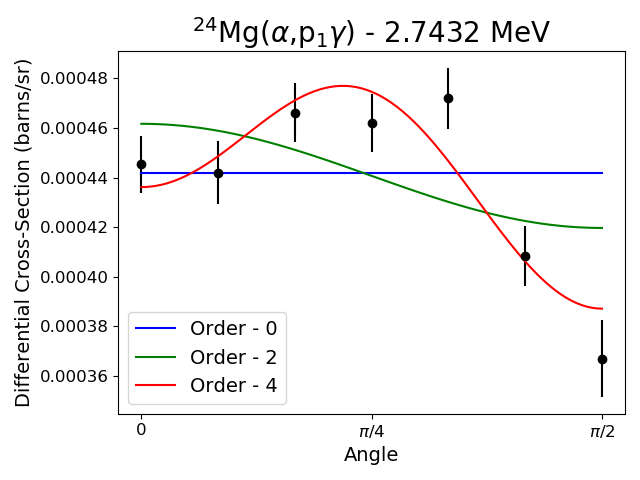 ²⁴Mg(α,p₁γ) - 2.7432 MeV
Differential Cross-Section (barns/sr)
0.00048
0.00046
0.00044
0.00042
0.00040
0.00038
0.00036
Order - 0
Order - 2
Order - 4
0
π/4
π/2
Angle